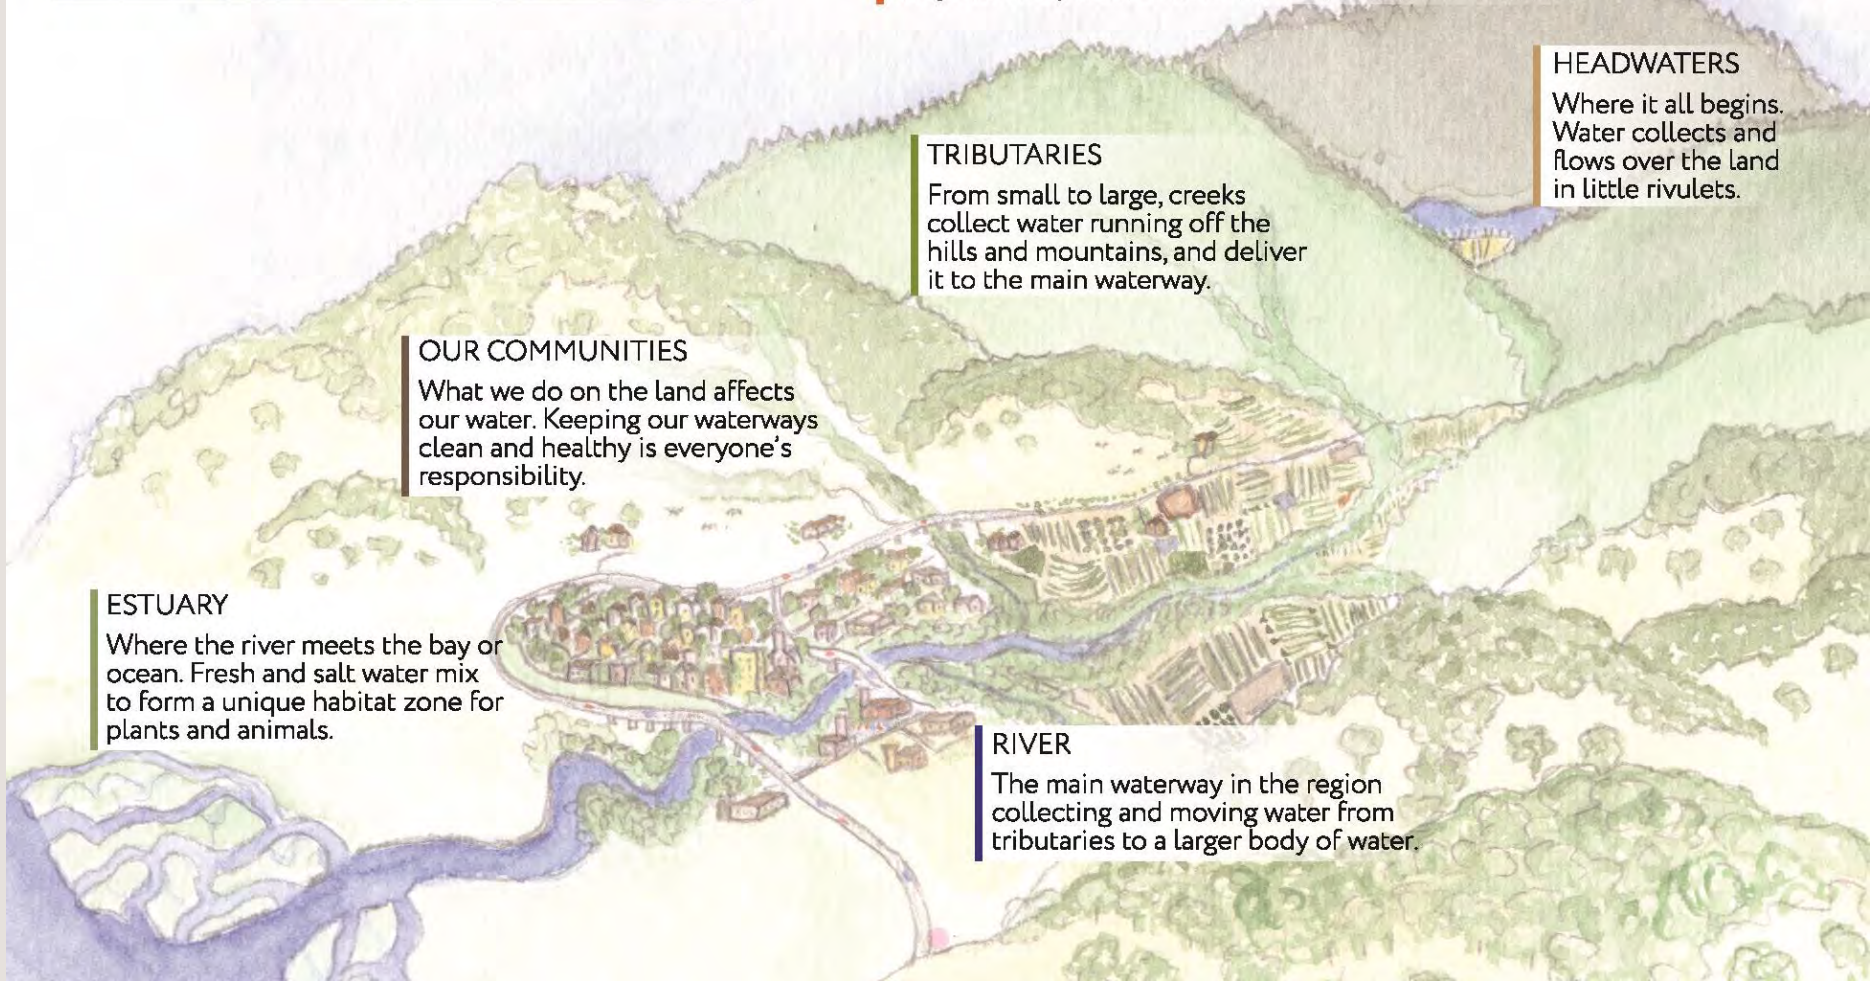 HEADWATERS
Where it all begins.
Water collects and
flows over the land
in little rivulets.
TRIBUTARIES
From small to large, creeks
collect water running off the
hills and mountains, and deliver
it to the main waterway.
OUR COMMUNITIES
What we do on the land affects
our water. Keeping our waterways
clean and healthy is everyone's
responsibility.
ESTUARY
Where the river meets the bay or
ocean. Fresh and salt water mix
to form a unique habitat zone for
plants and animals.
RIVER
The main waterway in the region
collecting and moving water from
tributaries to a larger body of water.